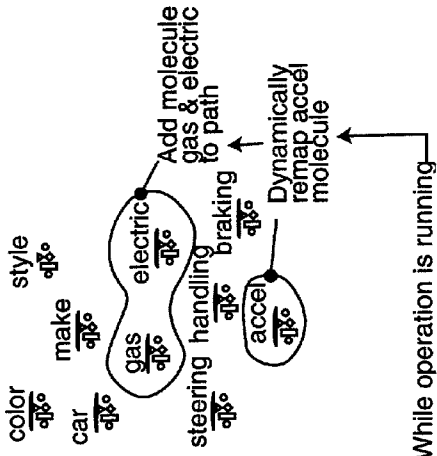 color
style
car
make
gas
electric
steering
handling
braking
accel
Add molecule
gas & electric
to path
Dynamically
remap accel
molecule
While operation is running